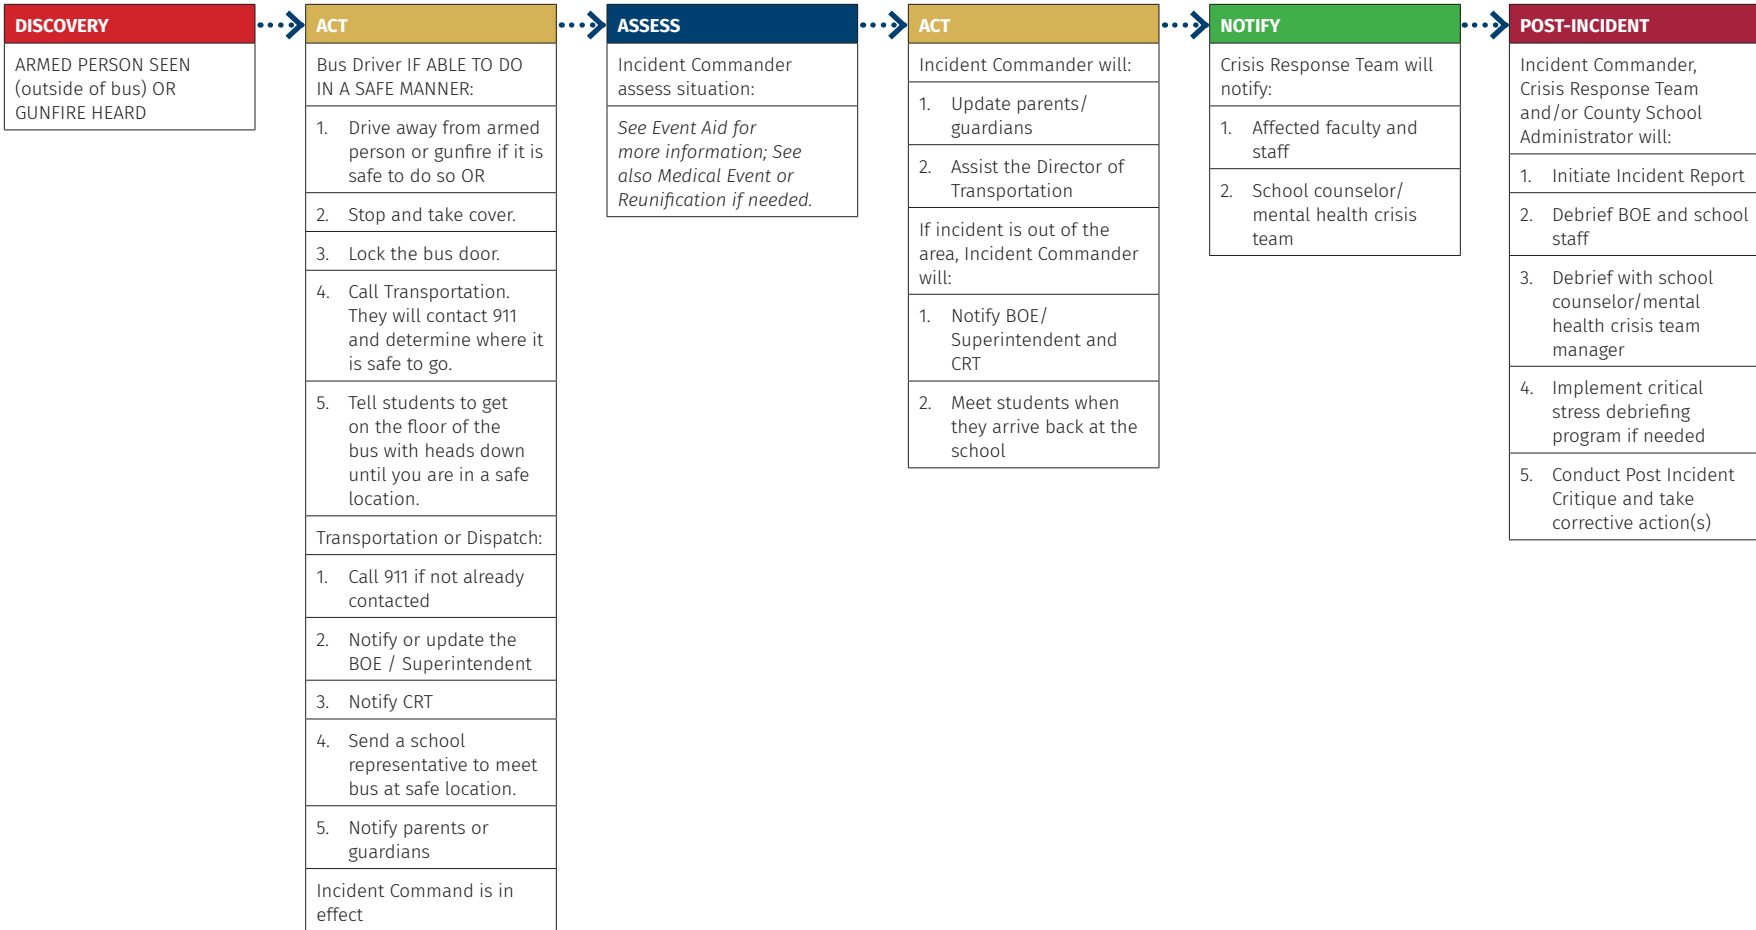 DISCOVERY
ARMED PERSON SEEN
(outside of bus) OR
GUNFIRE HEARD
ACT
Bus Driver IF ABLE TO DO
IN A SAFE MANNER:
1. Drive away from armed
person or gunfire if it is
safe to do so OR
2. Stop and take cover.
3. Lock the bus door.
4. Call Transportation.
They will contact 911
and determine where it
is safe to go.
5. Tell students to get
on the floor of the
bus with heads down
until you are in a safe
location.
Transportation or Dispatch:
1. Call 911 if not already
contacted
2. Notify or update the
BOE / Superintendent
3. Notify CRT
4. Send a school
representative to meet
bus at safe location.
5. Notify parents or
guardians
Incident Command is in
effect
ASSESS
Incident Commander
assess situation:
See Event Aid for
more information; See
also Medical Event or
Reunification if needed.
ACT
Incident Commander will:
1. Update parents/
guardians
2. Assist the Director of
Transportation
If incident is out of the
area, Incident Commander
will:
1. Notify BOE/
Superintendent and
CRT
2. Meet students when
they arrive back at the
school
NOTIFY
Crisis Response Team will
notify:
1. Affected faculty and
staff
2. School counselor/
mental health crisis
team
POST-INCIDENT
Incident Commander,
Crisis Response Team
and/or County School
Administrator will:
1. Initiate Incident Report
2. Debrief BOE and school
staff
3. Debrief with school
counselor/mental
health crisis team
manager
4. Implement critical
stress debriefing
program if needed
5. Conduct Post Incident
Critique and take
corrective action(s)